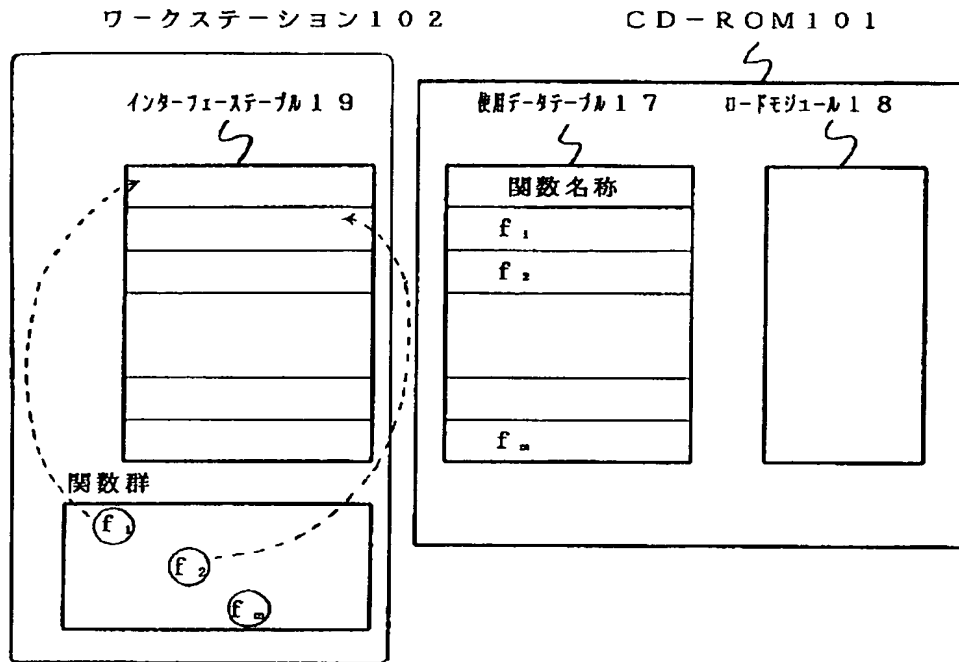 ワークステーション102
CD-ROM101
インターフェーステーブル19
使用データテーブル17
ロードモジュール18
関数名称
f₁
f₂
fₘ
関数群
f₁
f₂
fₘ